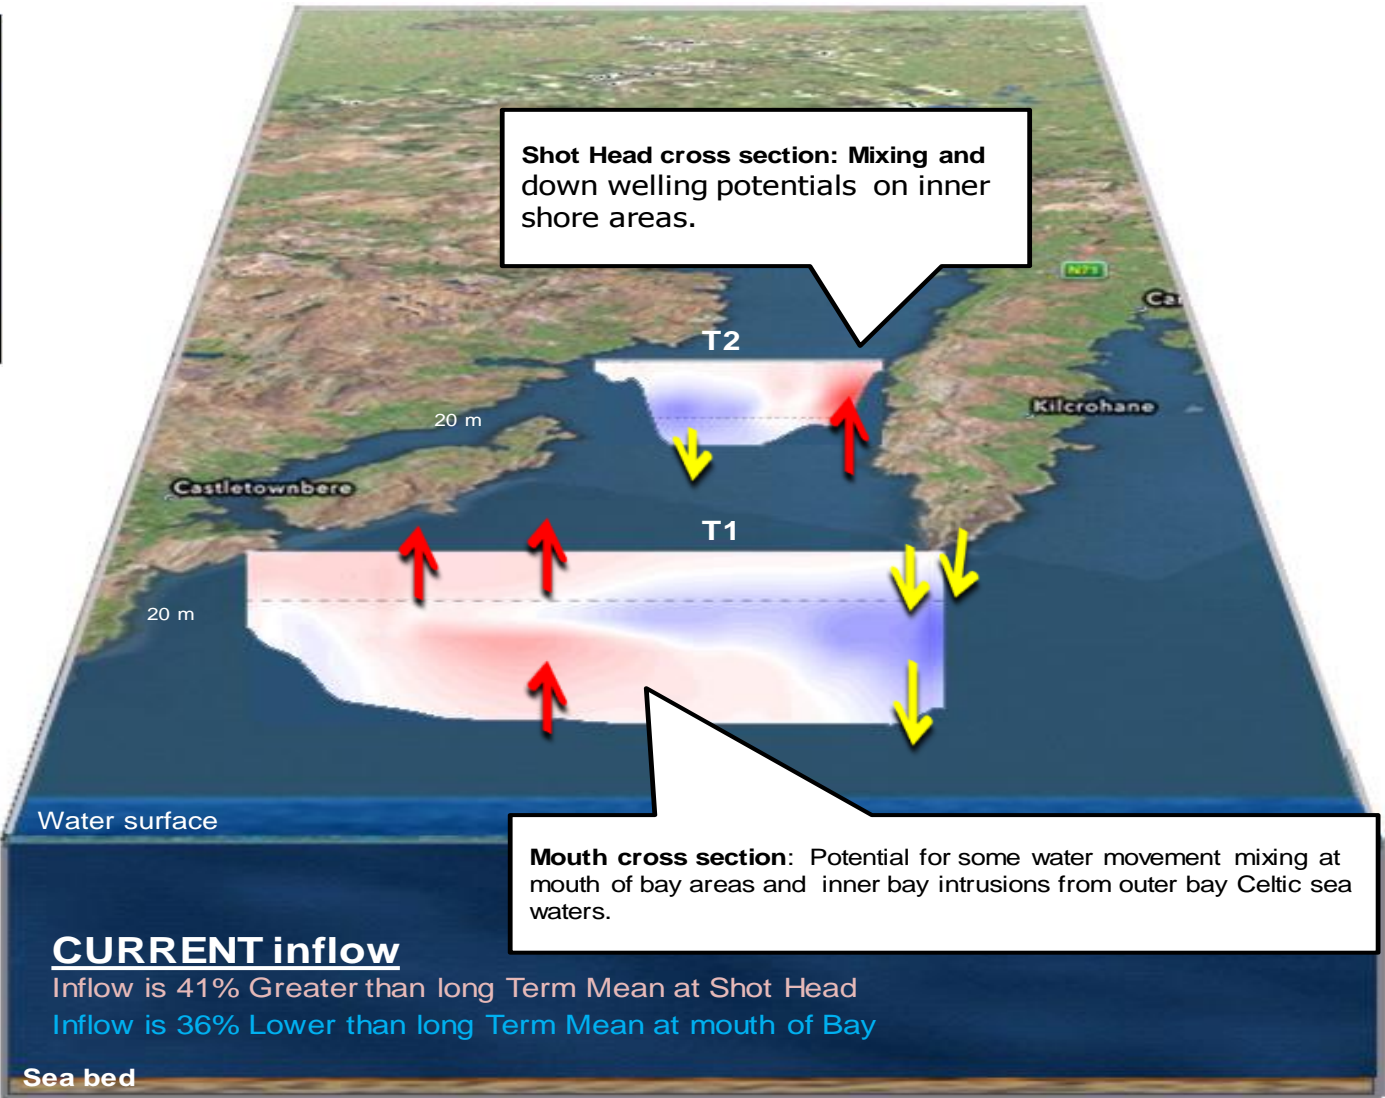 Shot Head cross section: Mixing and
down welling potentials on inner
shore areas.
N71
T2
Kilcrohane
20 m
Castletownbere
T1
20 m
Water surface
Mouth cross section: Potential for some water movement mixing at
mouth of bay areas and inner bay intrusions from outer bay Celtic sea
waters.
CURRENT inflow
Inflow is 41% Greater than long Term Mean at Shot Head
Inflow is 36% Lower than long Term Mean at mouth of Bay
Sea bed